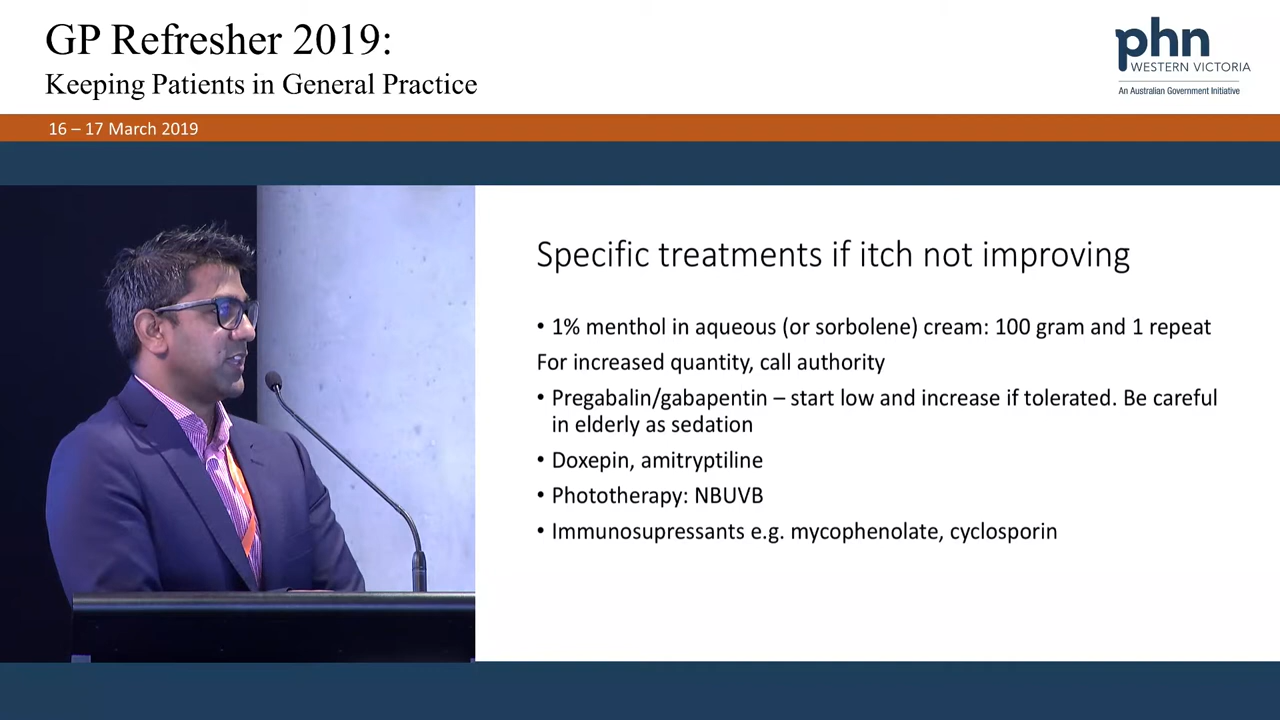 GP Refresher 2019:
Keeping Patients in General Practice
phn
WESTERN VICTORIA
An Australian Government Initiative
16 – 17 March 2019
Specific treatments if itch not improving
• 1% menthol in aqueous (or sorbolene) cream: 100 gram and 1 repeat
For increased quantity, call authority
• Pregabalin/gabapentin – start low and increase if tolerated. Be careful
in elderly as sedation
• Doxepin, amitryptiline
• Phototherapy: NBUVB
• Immunosupressants e.g. mycophenolate, cyclosporin